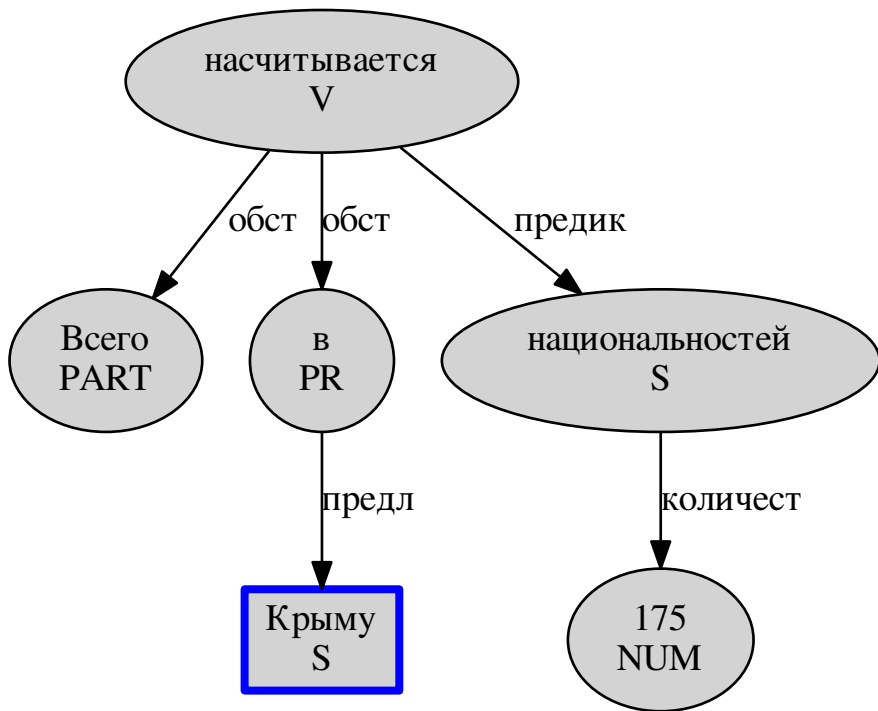 насчитывается
V
обст
обст
предик
Всего
PART
в
PR
национальностей
S
предл
количест
Крыму
S
175
NUM